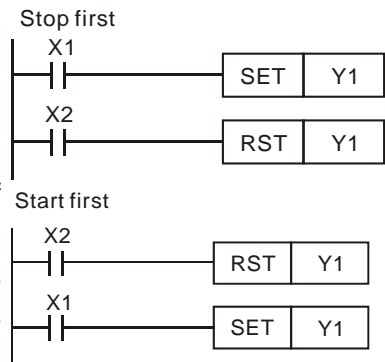 Stop first
X1
SET Y1
X2
RST Y1
Start first
X2
RST Y1
X1
SET Y1